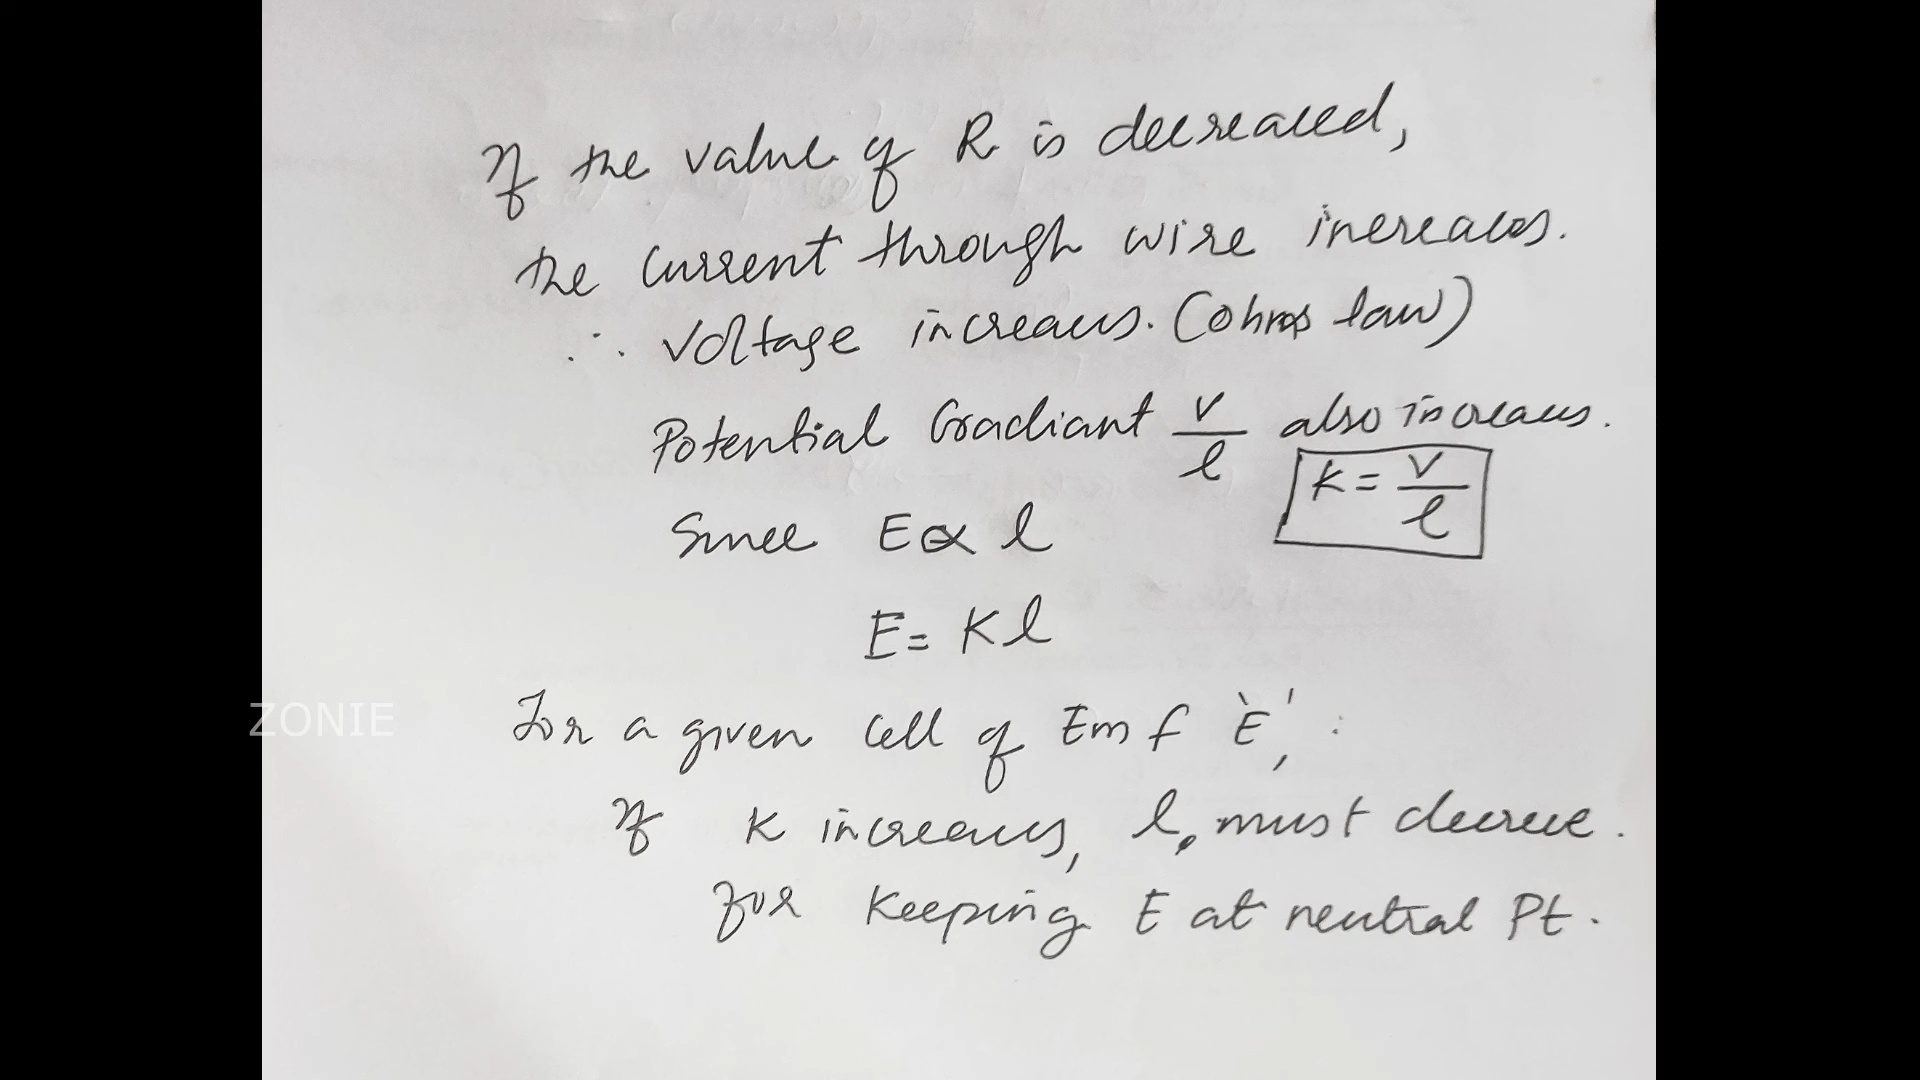 If the value of R is decreased,
the current through wire increases.
∴ voltage increases. (ohms law)
Potential Gradiant V/l also increases.
K = V/l
Since E ∝ l
E = Kl
ZONIE
For a given cell of Emf 'E',
If K increases, l, must decrease.
for keeping E at neutral Pt.